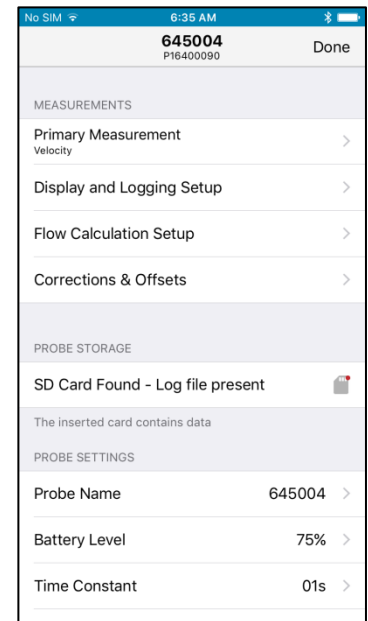 No SIM 6:35 AM
645004
P16400090
Done
MEASUREMENTS
Primary Measurement
Velocity
Display and Logging Setup
Flow Calculation Setup
Corrections & Offsets
PROBE STORAGE
SD Card Found - Log file present
The inserted card contains data
PROBE SETTINGS
Probe Name 645004
Battery Level 75%
Time Constant 01s